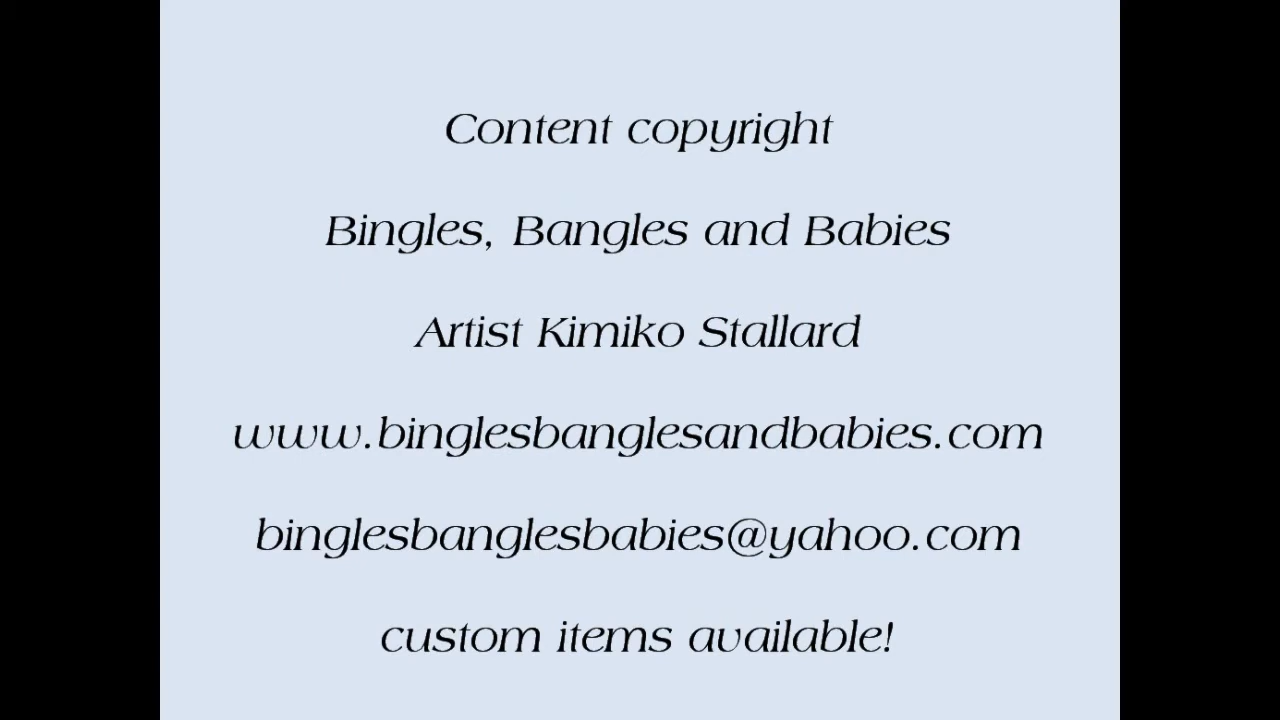 Content copyright
Bingles, Bangles and Babies
Artist Kimiko Stallard
www.binglesbanglesandbabies.com
binglesbanglesbabies@yahoo.com
custom items available!